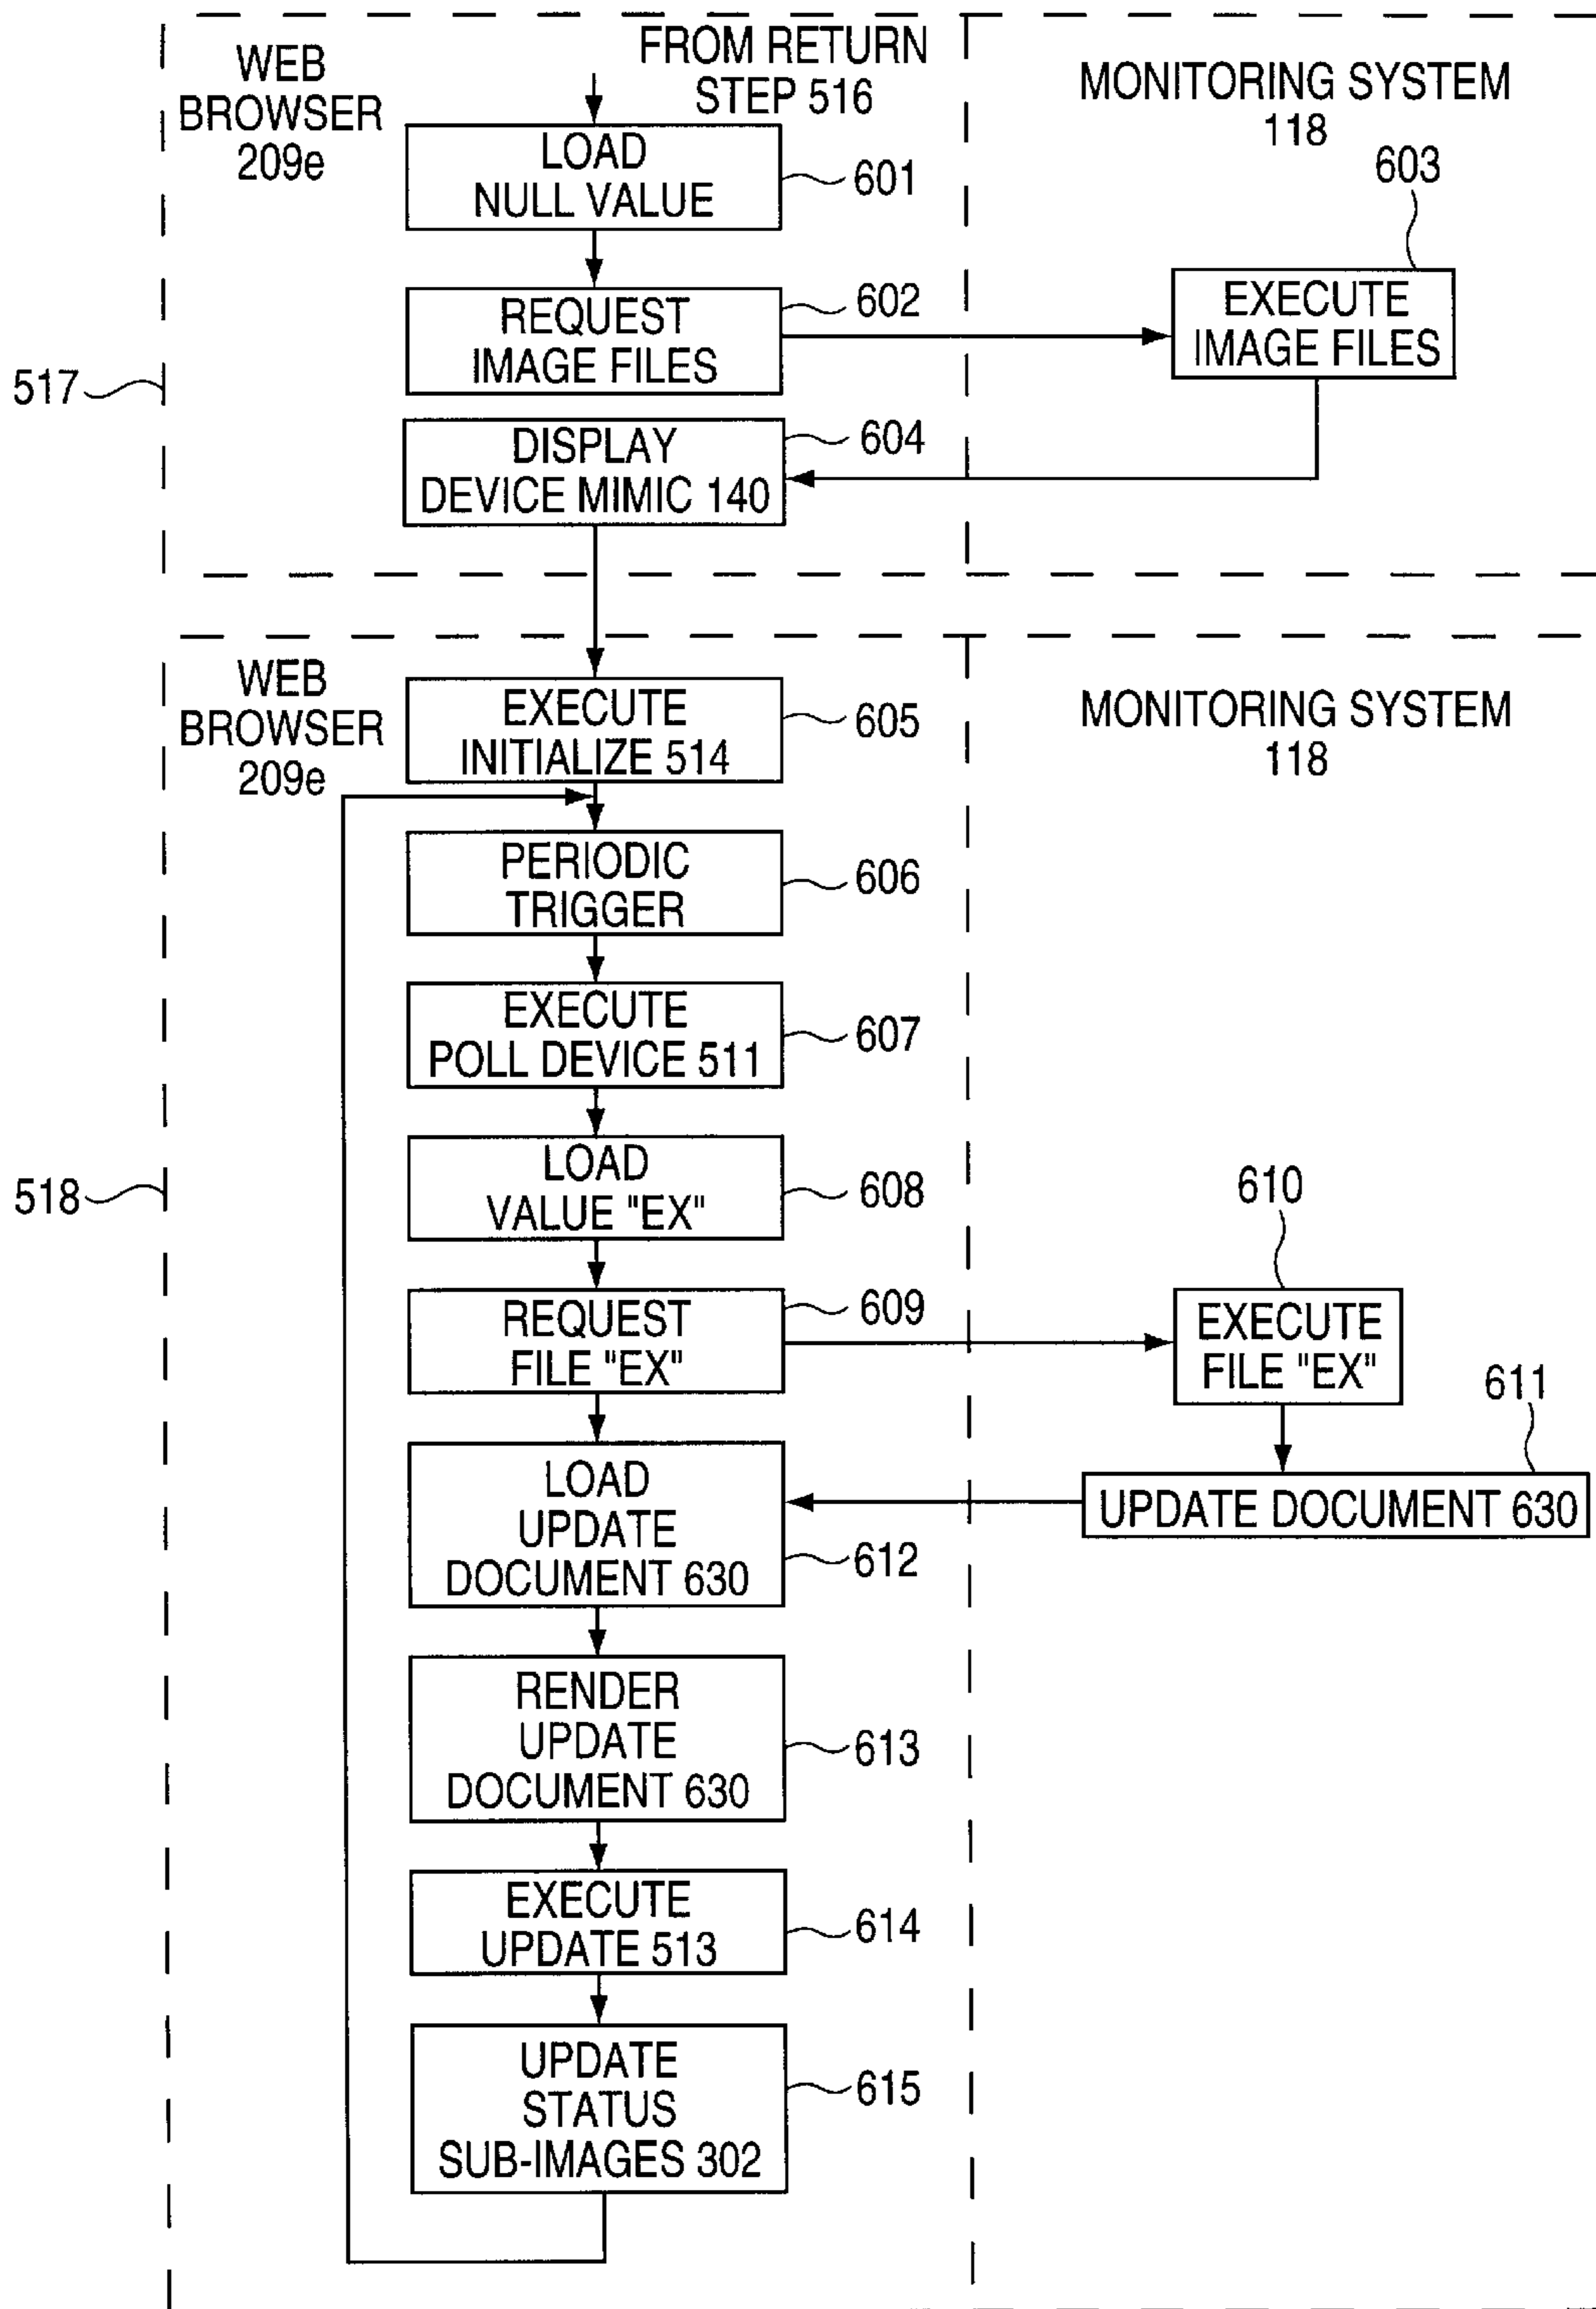 WEB
BROWSER
209e
FROM RETURN
STEP 516
MONITORING SYSTEM
118
LOAD
NULL VALUE
601
603
REQUEST
IMAGE FILES
602
EXECUTE
IMAGE FILES
517
DISPLAY
DEVICE MIMIC 140
604
WEB
BROWSER
209e
MONITORING SYSTEM
118
EXECUTE
INITIALIZE 514
605
PERIODIC
TRIGGER
606
EXECUTE
POLL DEVICE 511
607
LOAD
VALUE "EX"
608
518
610
REQUEST
FILE "EX"
609
EXECUTE
FILE "EX"
611
LOAD
UPDATE
DOCUMENT 630
612
UPDATE DOCUMENT 630
RENDER
UPDATE
DOCUMENT 630
613
EXECUTE
UPDATE 513
614
UPDATE
STATUS
SUB-IMAGES 302
615